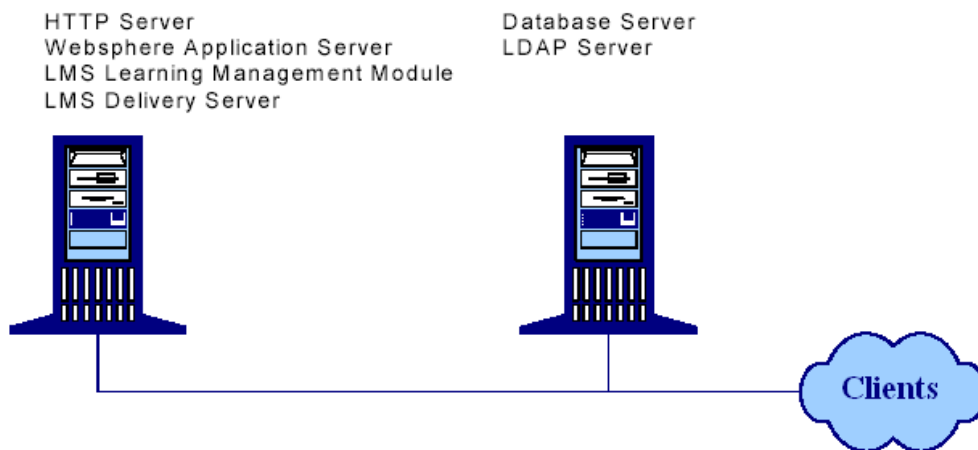 HTTP Server
Websphere Application Server
LMS Learning Management Module
LMS Delivery Server
Database Server
LDAP Server
Clients